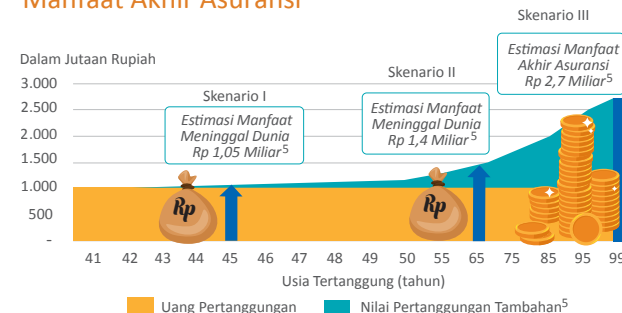 Manfaat Akhir Asuransi
Skenario III
Estimasi Manfaat
Akhir Asuransi
Rp 2,7 Miliar5
Dalam Jutaan Rupiah
Skenario II
Estimasi Manfaat
Meninggal Dunia
Rp 1,4 Miliar5
Skenario I
Estimasi Manfaat
Meninggal Dunia
Rp 1,05 Miliar5
3.000
2.500
2.000
1.500
1.000
500
-
Rp
Rp
41 42 43 44 45 46 47 48 49 50 55 65 75 85 95 99
Usia Tertanggung (tahun)
Uang Pertanggungan
Nilai Pertanggungan Tambahan5